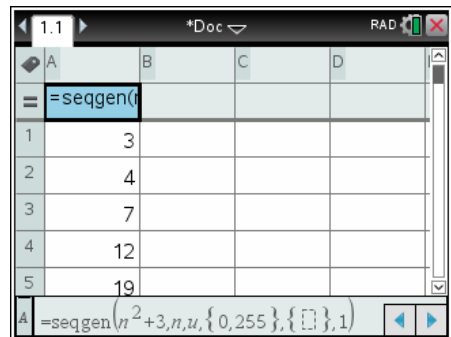 1.1 *Doc RAD
A B C D
= =seqgen(
1 3
2 4
3 7
4 12
5 19
A =seqgen(n²+3,n,u,{0,255},{},1)